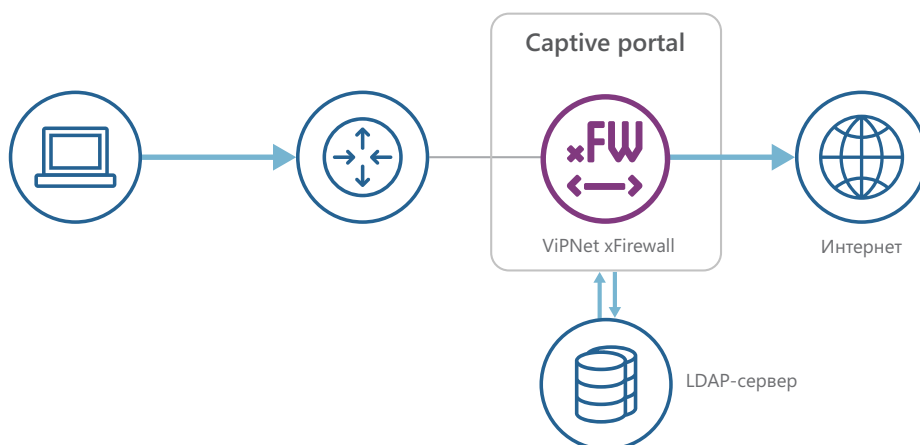 Captive portal
xFW
ViPNet xFirewall
Интернет
LDAP-сервер